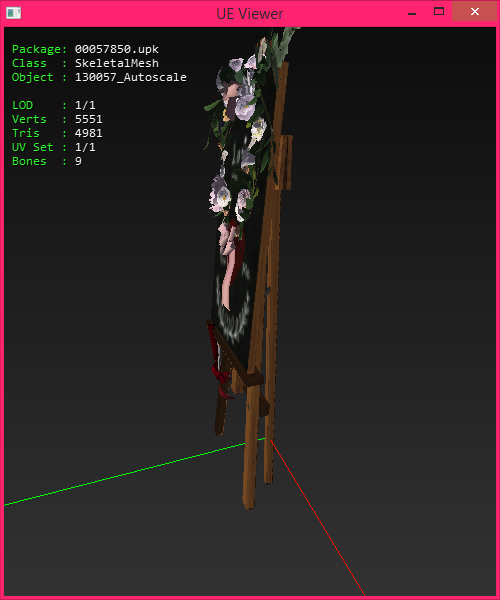 UE Viewer
Package: 00057850.upk
Class  : SkeletalMesh
Object : 130057_Autoscale
LOD    : 1/1
Verts  : 5551
Tris   : 4981
UV Set : 1/1
Bones  : 9